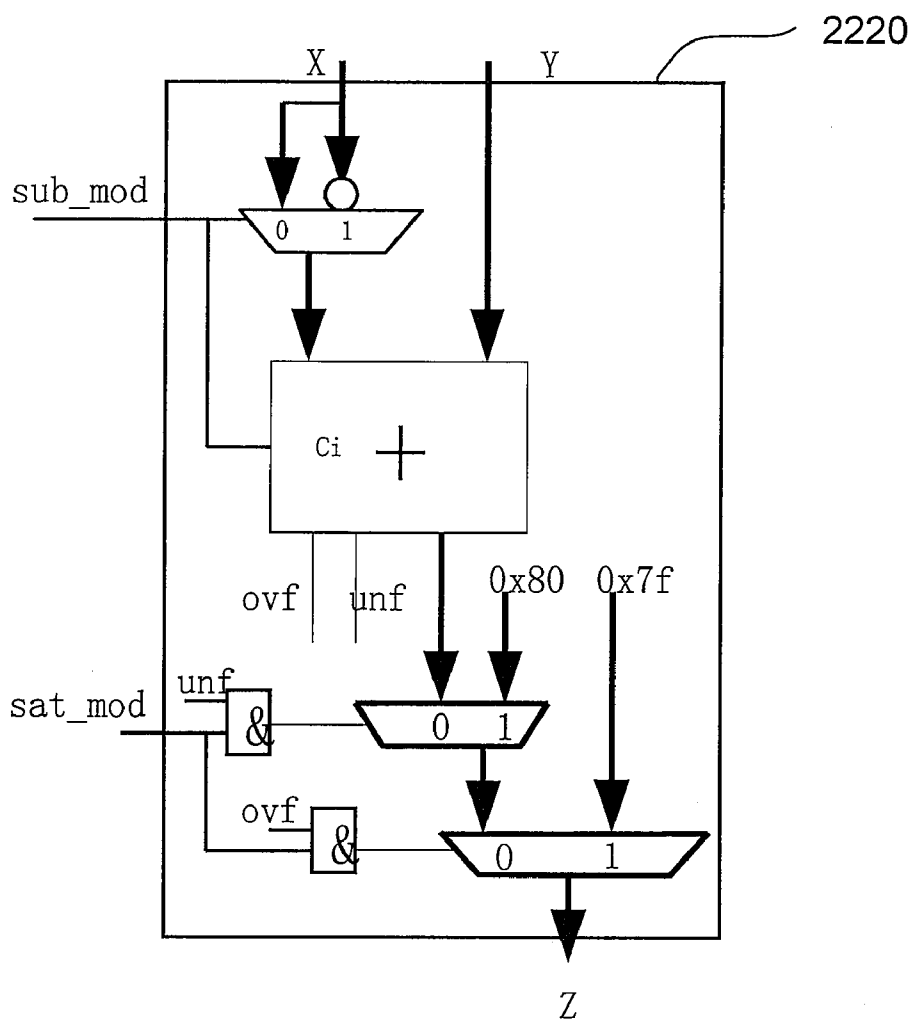 2220
X Y
sub_mod
0 1
Ci +
ovf unf 0x80 0x7f
unf
sat_mod & 0 1
ovf
& 0 1
Z